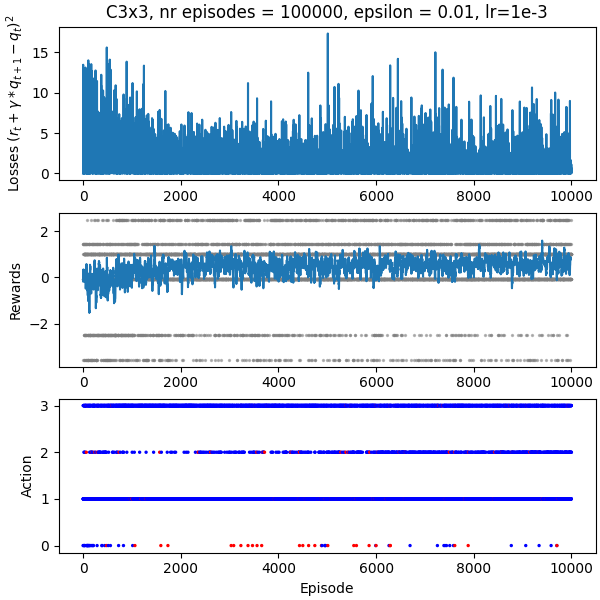 C3x3, nr episodes = 100000, epsilon = 0.01, lr=1e-3
Losses $(r_t + \gamma * q_{t+1} - q_t)^2$
15
10
5
0
0 2000 4000 6000 8000 10000
Rewards
2
0
−2
0 2000 4000 6000 8000 10000
Action
3
2
1
0
0 2000 4000 6000 8000 10000
Episode